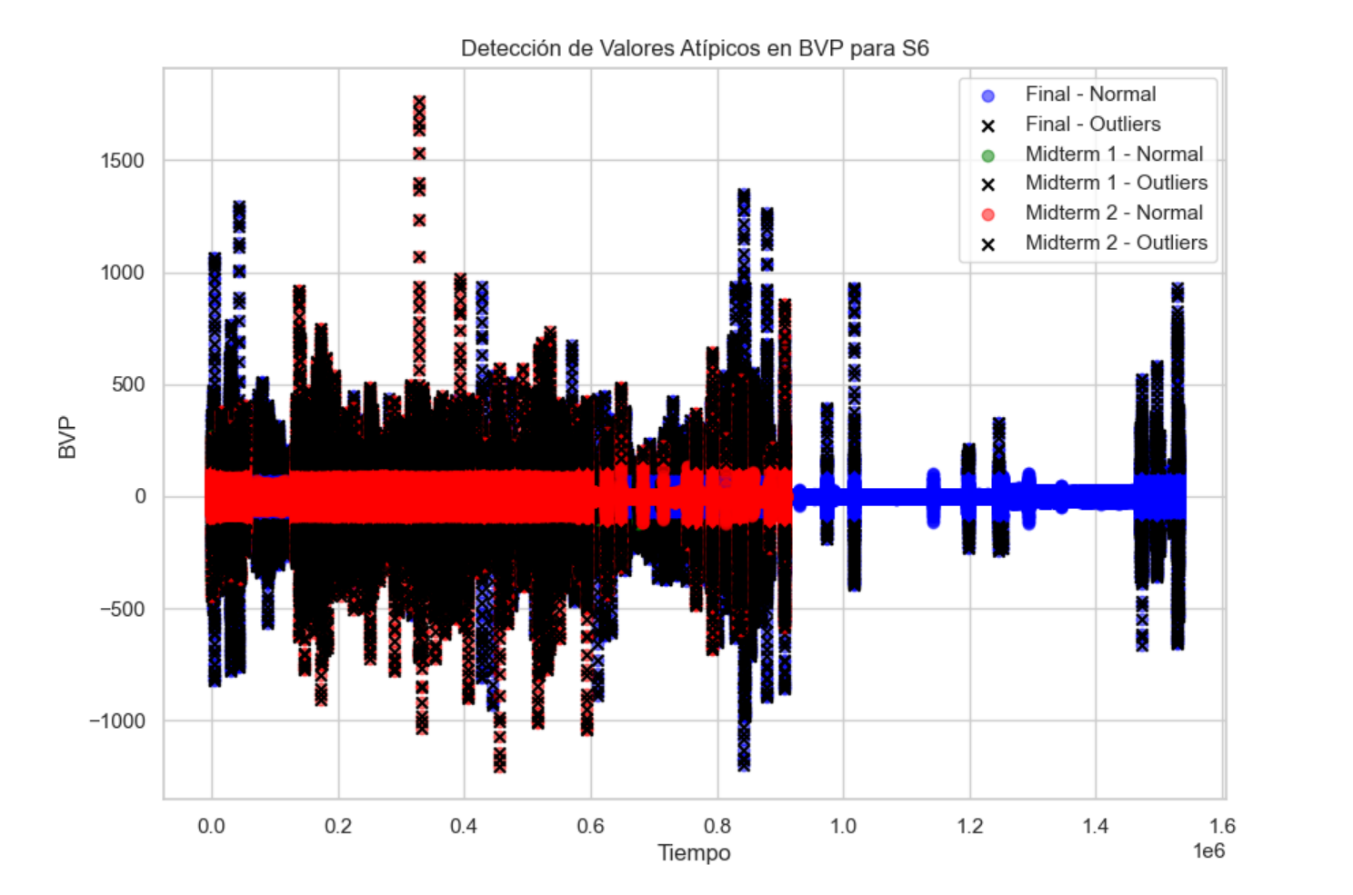 Detección de Valores Atípicos en BVP para S6
Final - Normal
Final - Outliers
Midterm 1 - Normal
Midterm 1 - Outliers
Midterm 2 - Normal
Midterm 2 - Outliers
BVP
1500
1000
500
0
−500
−1000
0.0 0.2 0.4 0.6 0.8 1.0 1.2 1.4 1.6
Tiempo
1e6